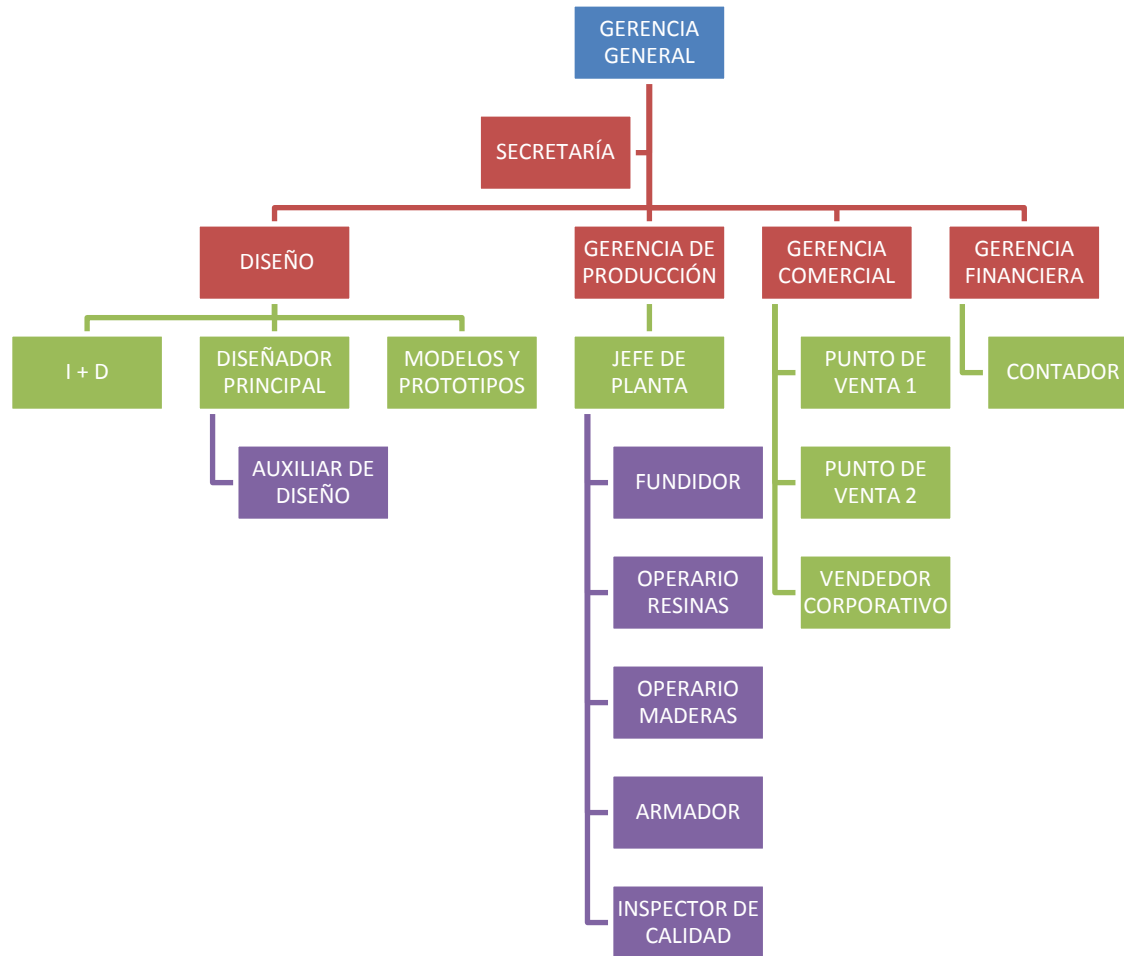 GERENCIA
GENERAL
SECRETARÍA
DISEÑO
GERENCIA DE
PRODUCCIÓN
GERENCIA
COMERCIAL
GERENCIA
FINANCIERA
I + D
DISEÑADOR
PRINCIPAL
MODELOS Y
PROTOTIPOS
JEFE DE
PLANTA
PUNTO DE
VENTA 1
CONTADOR
AUXILIAR DE
DISEÑO
FUNDIDOR
PUNTO DE
VENTA 2
OPERARIO
RESINAS
VENDEDOR
CORPORATIVO
OPERARIO
MADERAS
ARMADOR
INSPECTOR DE
CALIDAD